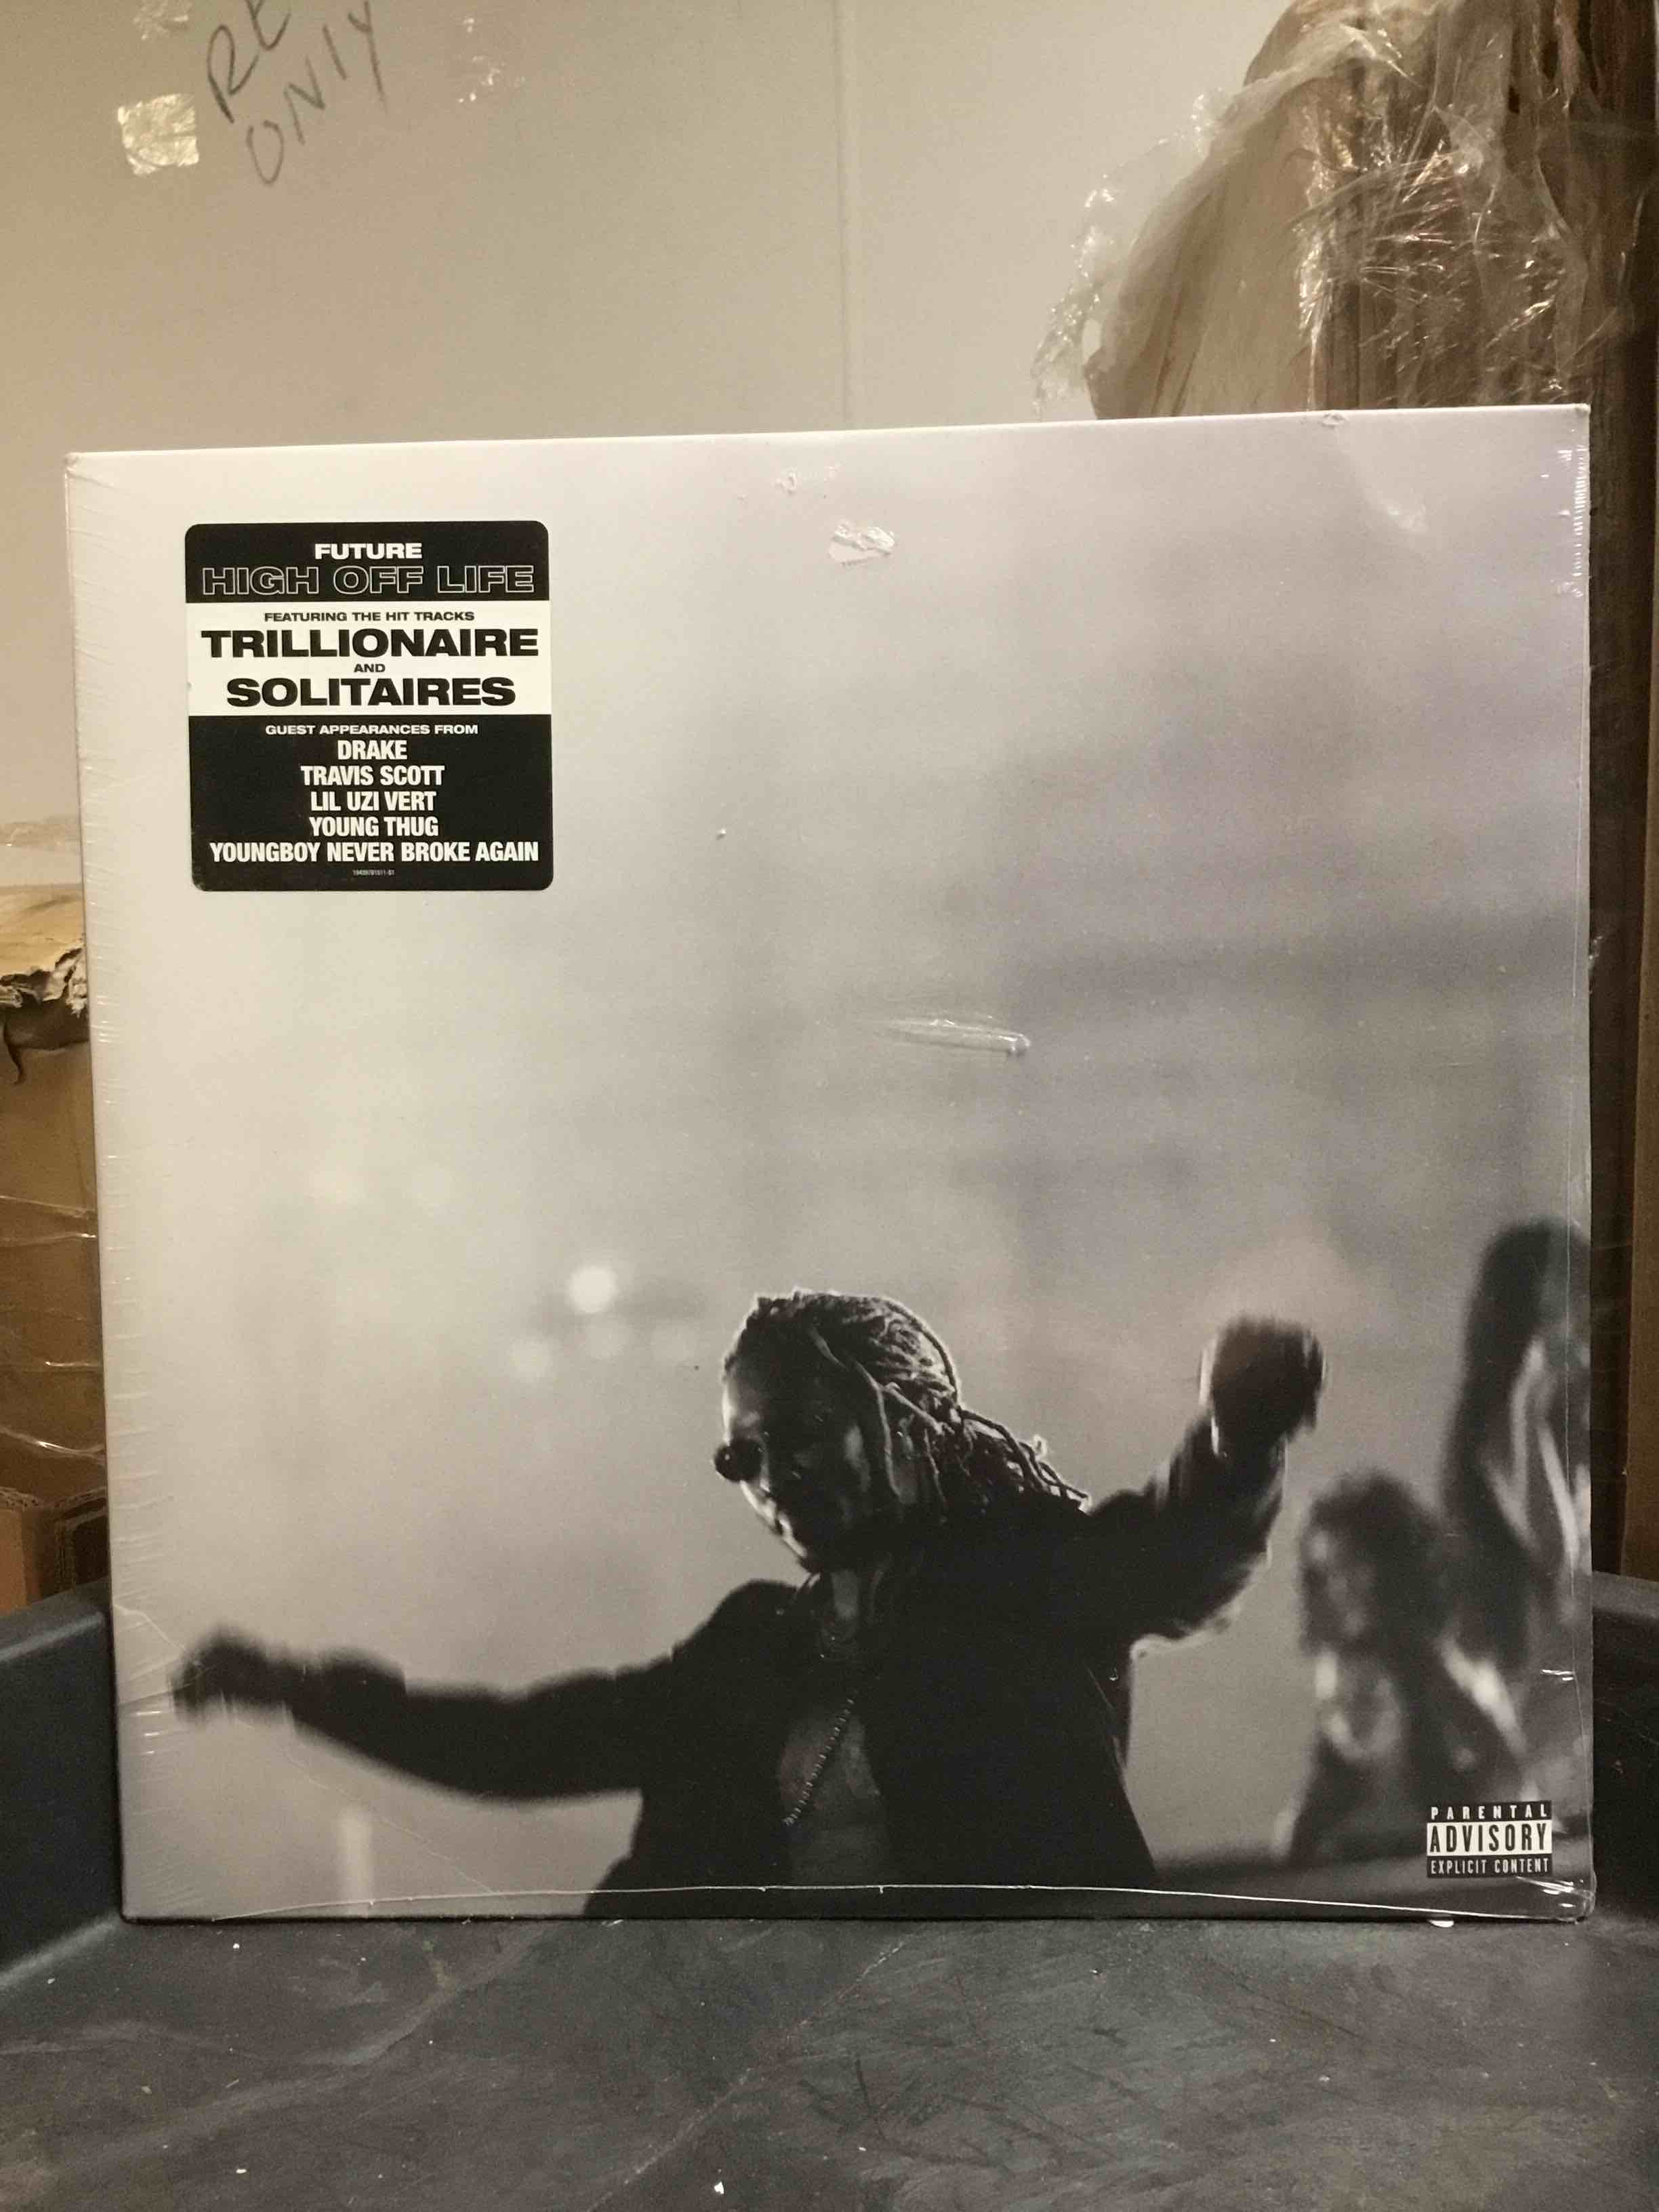 ONLY
FUTURE
HIGH OFF LIFE
FEATURING THE HIT TRACKS
TRILLIONAIRE
AND
SOLITAIRES
GUEST APPEARANCES FROM
DRAKE
TRAVIS SCOTT
LIL UZI VERT
YOUNG THUG
YOUNGBOY NEVER BROKE AGAIN
PARENTAL
ADVISORY
EXPLICIT CONTENT